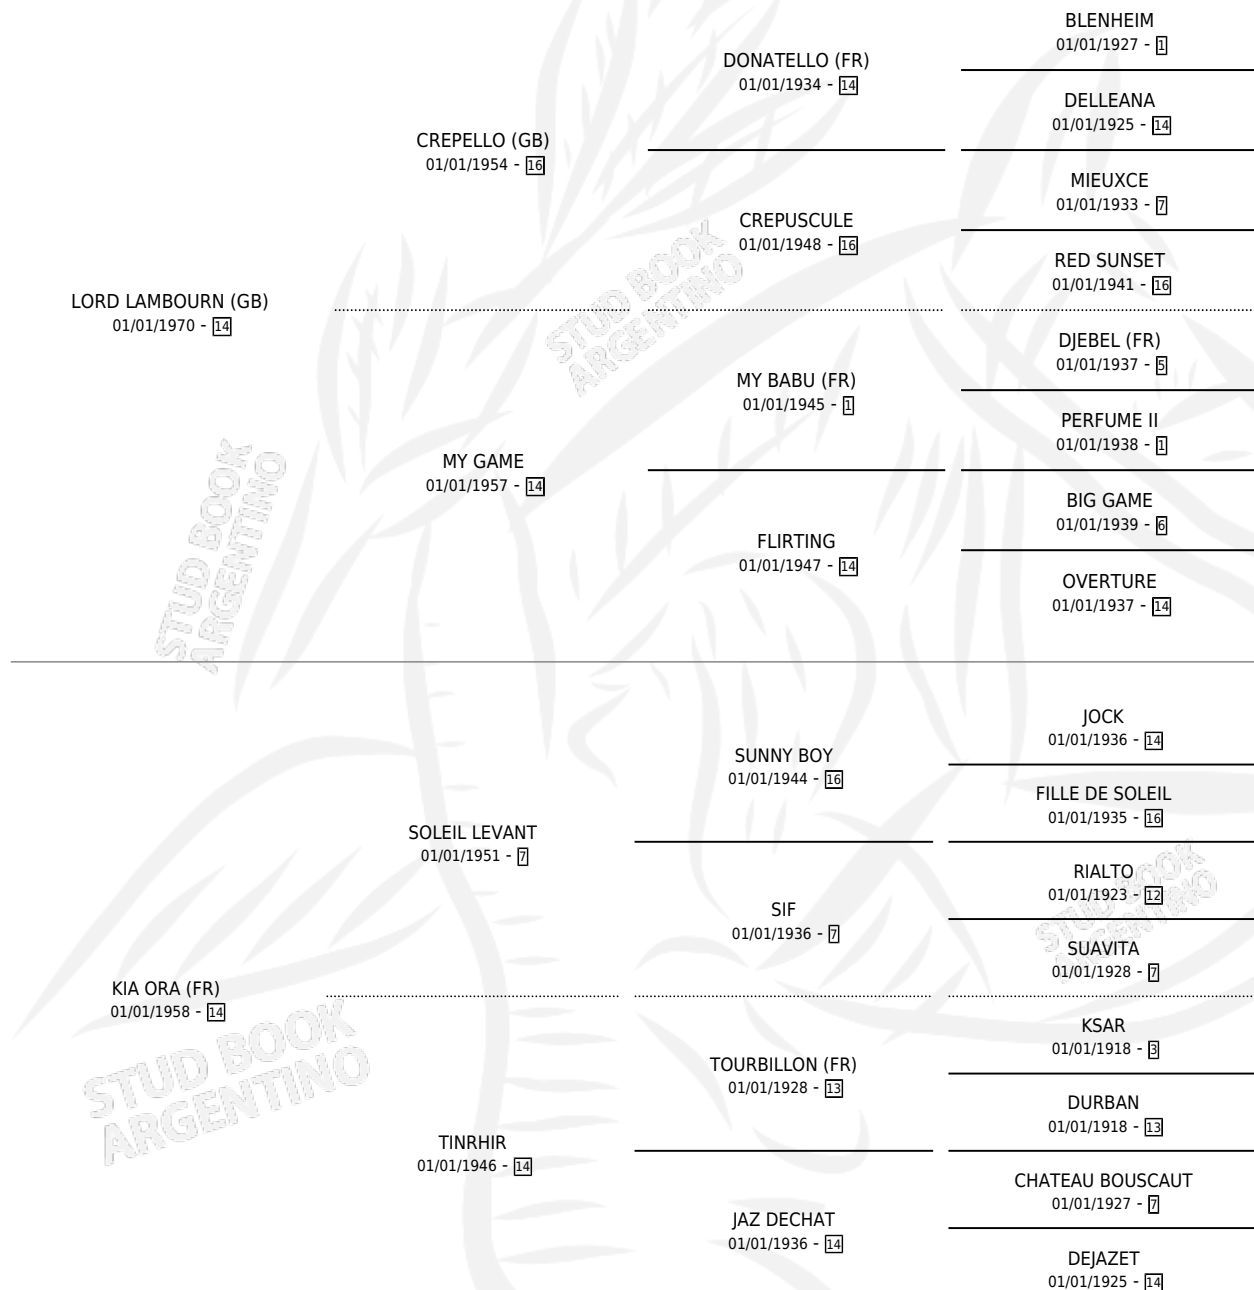 BLENHEIM
01/01/1927 - 1
DONATELLO (FR)
01/01/1934 - 14
DELLEANA
01/01/1925 - 14
CREPELLO (GB)
01/01/1954 - 16
MIEUXCE
01/01/1933 - 7
CREPUSCULE
01/01/1948 - 16
RED SUNSET
01/01/1941 - 16
LORD LAMBOURN (GB)
01/01/1970 - 14
DJEBEL (FR)
01/01/1937 - 5
MY BABU (FR)
01/01/1945 - 1
PERFUME II
01/01/1938 - 1
MY GAME
01/01/1957 - 14
BIG GAME
01/01/1939 - 6
FLIRTING
01/01/1947 - 14
OVERTURE
01/01/1937 - 14
JOCK
01/01/1936 - 14
SUNNY BOY
01/01/1944 - 16
FILLE DE SOLEIL
01/01/1935 - 16
SOLEIL LEVANT
01/01/1951 - 7
RIALTO
01/01/1923 - 12
SIF
01/01/1936 - 7
SUAVITA
01/01/1928 - 7
KIA ORA (FR)
01/01/1958 - 14
KSAR
01/01/1918 - 3
TOURBILLON (FR)
01/01/1928 - 13
DURBAN
01/01/1918 - 13
TINRHIR
01/01/1946 - 14
CHATEAU BOUSCAUT
01/01/1927 - 7
JAZ DECHAT
01/01/1936 - 14
DEJAZET
01/01/1925 - 14
STUD BOOK
ARGENTINO
STUD BOOK
ARGENTINO
STUD BOOK
ARGENTINO
STUD BOOK
ARGENTINO